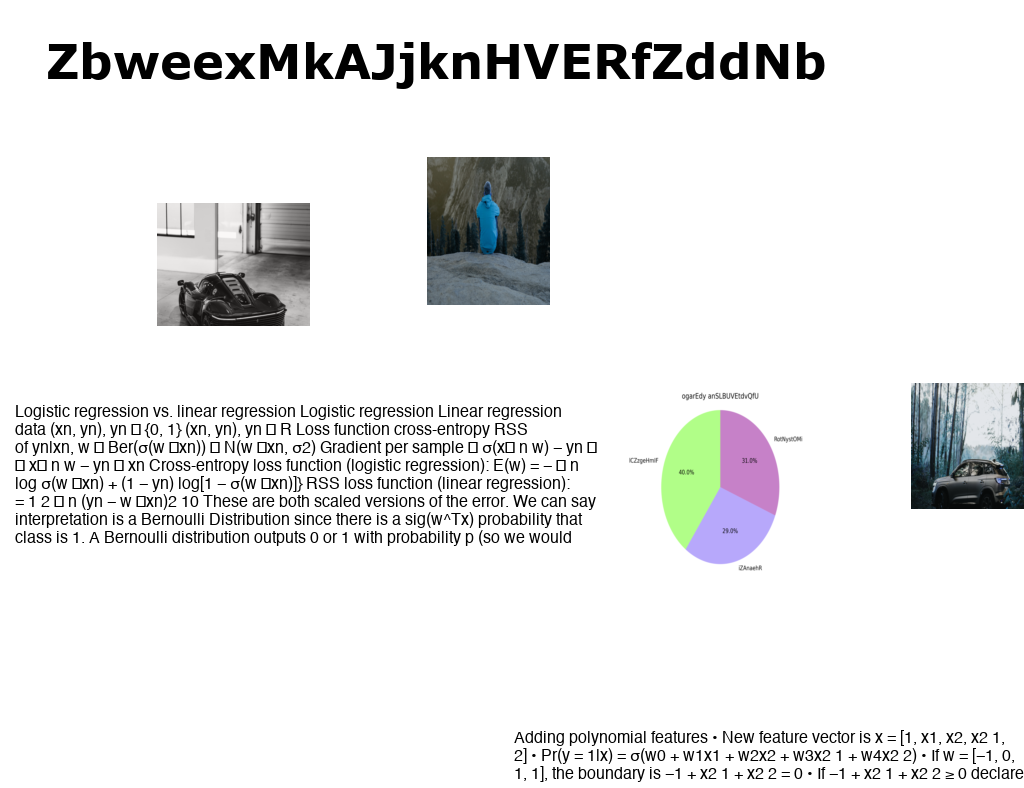 ZbweexMkAJjknHVERfZddNb
Logistic regression vs. linear regression Logistic regression Linear regression
data (xn, yn), yn □ {0, 1} (xn, yn), yn □ R Loss function cross-entropy RSS
of yn|xn, w □ Ber(σ(w □xn)) □ N(w □xn, σ2) Gradient per sample □ σ(x□ n w) – yn □
□ x□ n w – yn □ xn Cross-entropy loss function (logistic regression): E(w) = – □ n
log σ(w □xn) + (1 – yn) log[1 – σ(w □xn)]} RSS loss function (linear regression):
= 1 2 □ n (yn – w □xn)2 10 These are both scaled versions of the error. We can say
interpretation is a Bernoulli Distribution since there is a sig(w^Tx) probability that
class is 1. A Bernoulli distribution outputs 0 or 1 with probability p (so we would
ogarEdy anSLBUVEtdvQfU
RotNystOMi
ICZzgeHmlF
31.0%
40.0%
29.0%
iZAnaehR
Adding polynomial features • New feature vector is x = [1, x1, x2, x2 1,
2] • Pr(y = 1|x) = σ(w0 + w1x1 + w2x2 + w3x2 1 + w4x2 2) • If w = [–1, 0,
1, 1], the boundary is –1 + x2 1 + x2 2 = 0 • If –1 + x2 1 + x2 2 ≥ 0 declare